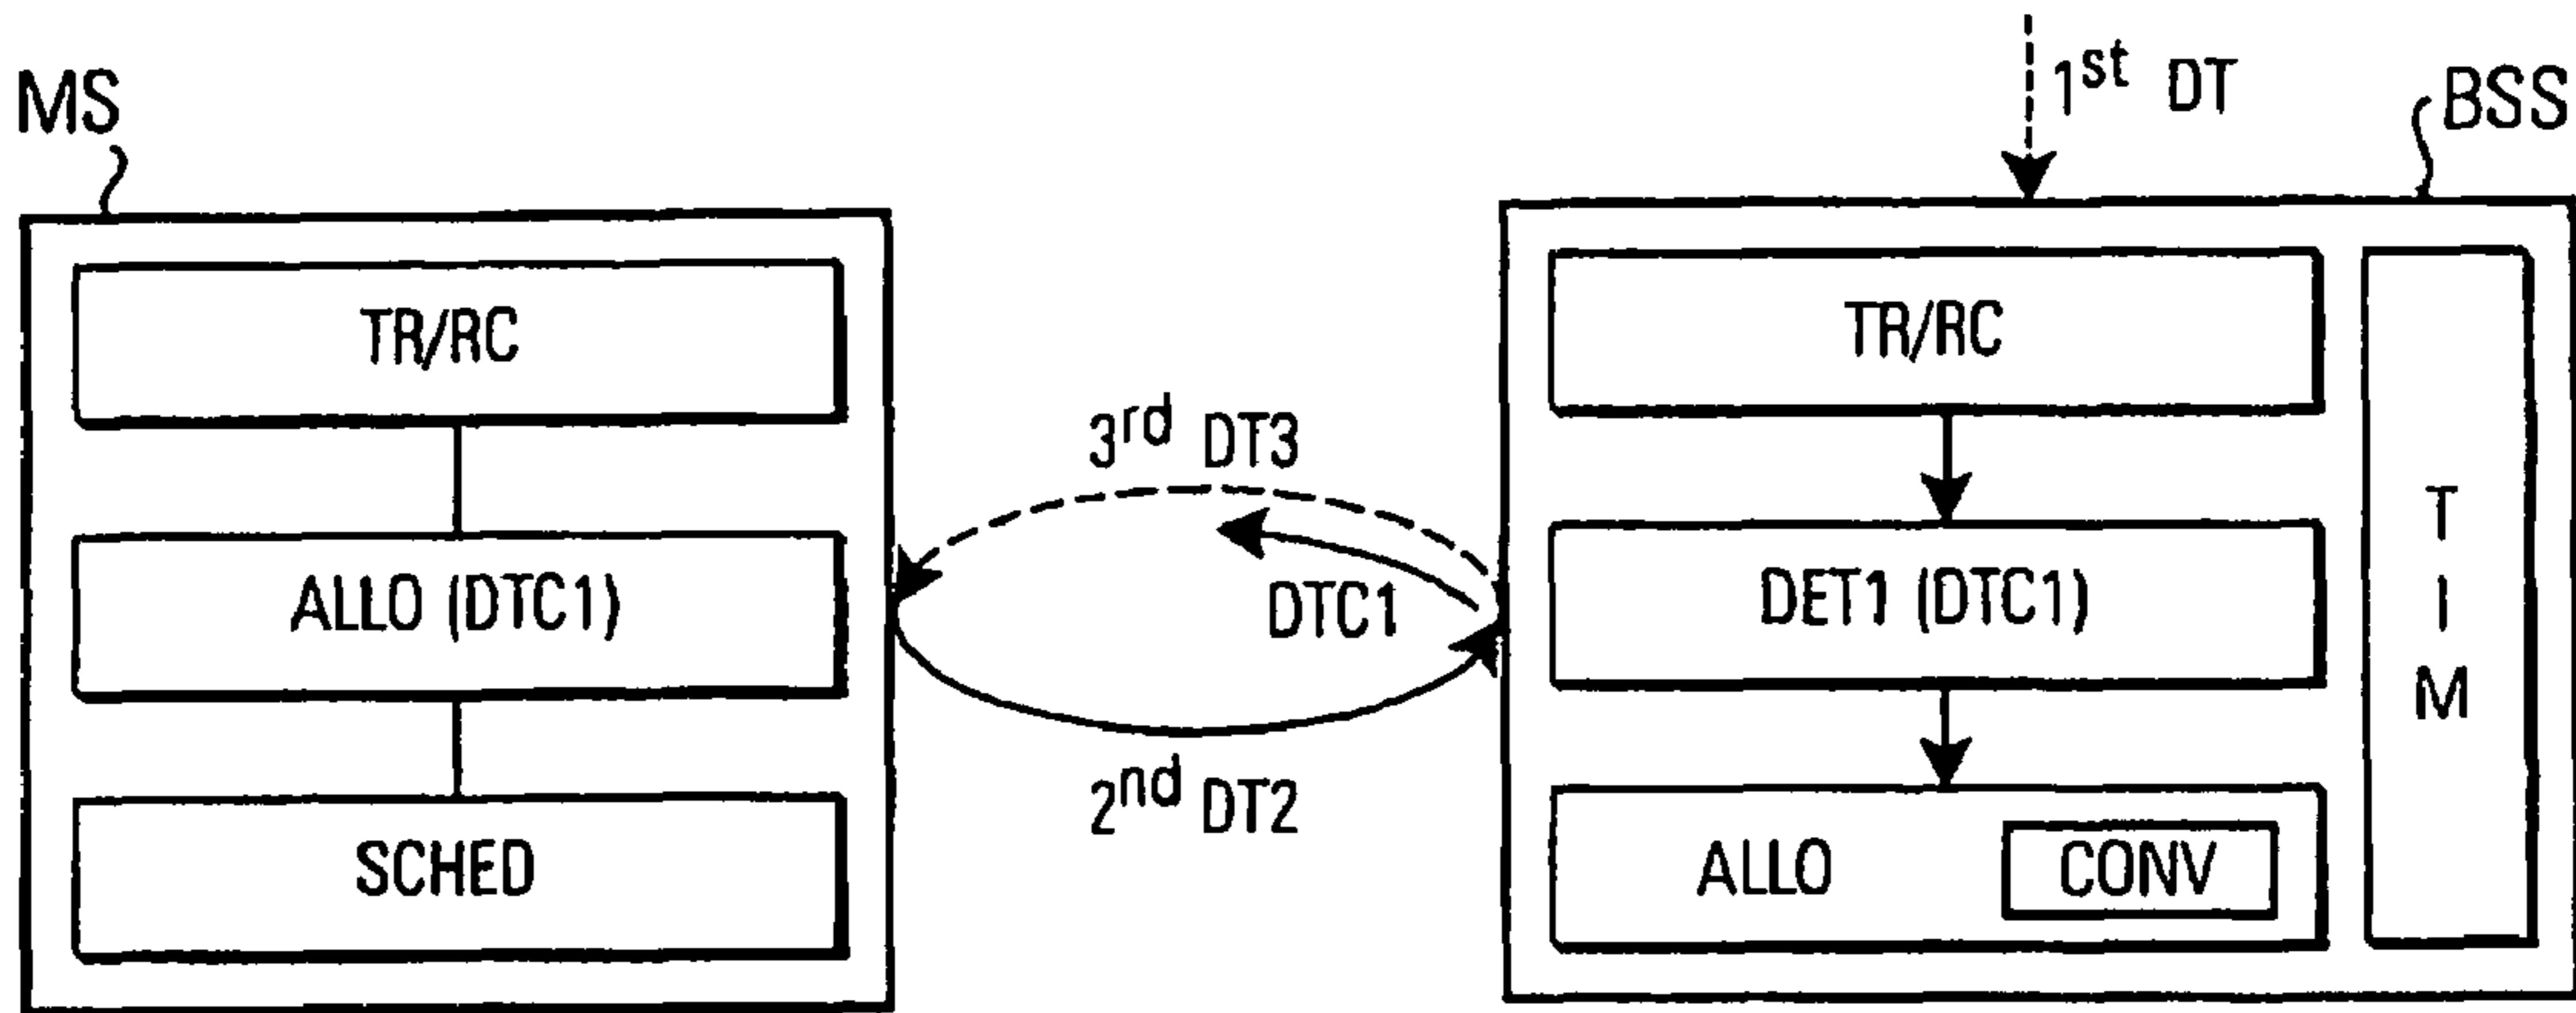 MS
1st DT
BSS
TR/RC
TR/RC
3rd DT3
DTC1
ALLO (DTC1)
DET1 (DTC1)
TIM
2nd DT2
SCHED
ALLO
CONV